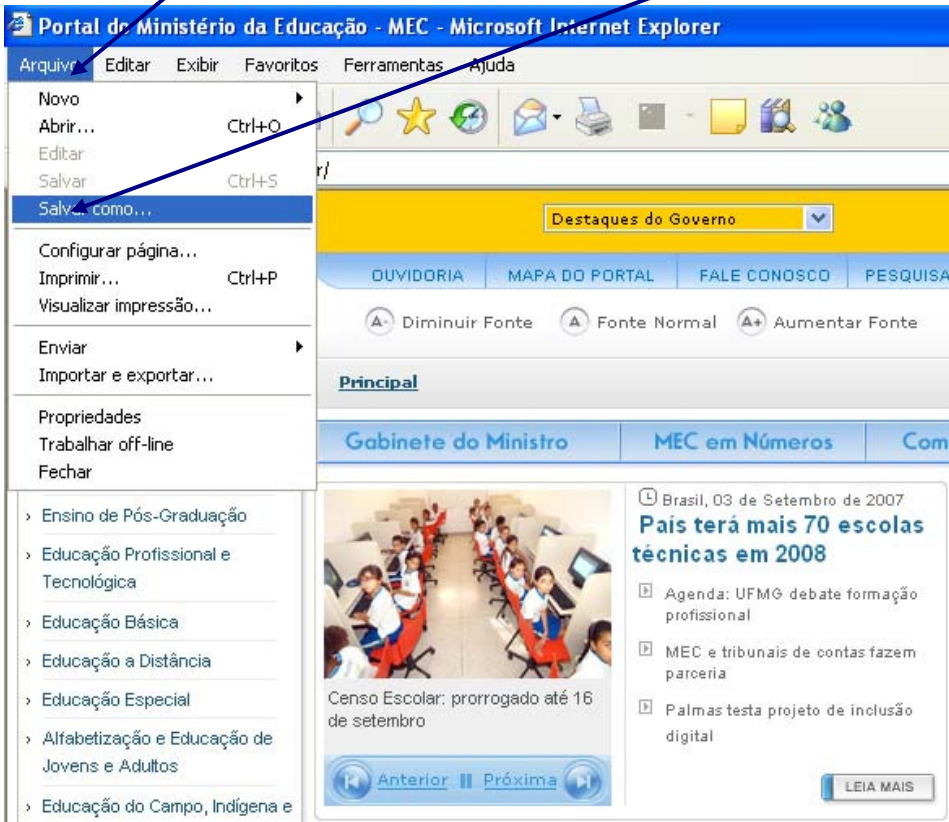 Portal do Ministério da Educação - MEC - Microsoft Internet Explorer
Arquivo Editar Exibir Favoritos Ferramentas Ajuda
Novo
Abrir... Ctrl+O
Editar
Salvar Ctrl+S
Salvar como...
Configurar página...
Imprimir... Ctrl+P
Visualizar impressão...
Enviar
Importar e exportar...
Propriedades
Trabalhar off-line
Fechar
r/
Destaques do Governo
OUVIDORIA MAPA DO PORTAL FALE CONOSCO PESQUISA
A- Diminuir Fonte A Fonte Normal A+ Aumentar Fonte
Principal
Gabinete do Ministro MEC em Números Com
Ensino de Pós-Graduação
Educação Profissional e
Tecnológica
Educação Básica
Educação a Distância
Educação Especial
Alfabetização e Educação de
Jovens e Adultos
Educação do Campo, Indígena e
Censo Escolar: prorrogado até 16
de setembro
Anterior Próxima
Brasil, 03 de Setembro de 2007
País terá mais 70 escolas
técnicas em 2008
Agenda: UFMG debate formação
profissional
MEC e tribunais de contas fazem
parceria
Palmas testa projeto de inclusão
digital
LEIA MAIS